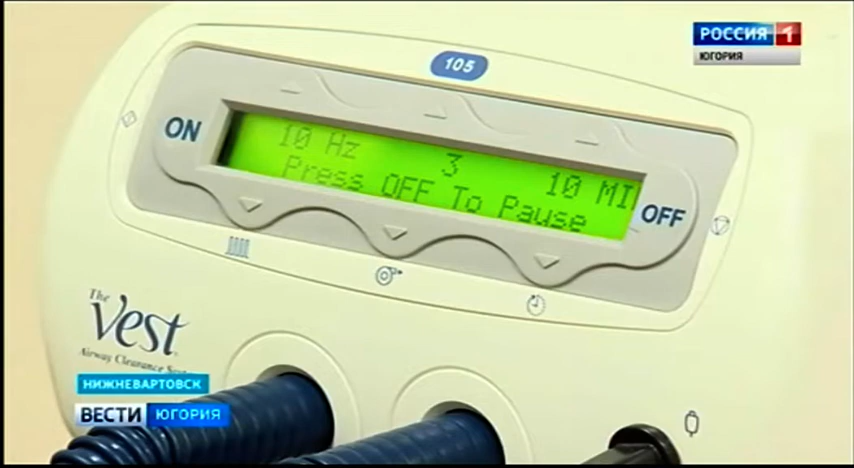 РОССИЯ 1
ЮГОРИЯ
105
ON
10 Hz 3 10 MI
Press OFF To Pause
OFF
The
Vest
Airway Clearance
НИЖНЕВАРТОВСК
ВЕСТИ ЮГОРИЯ